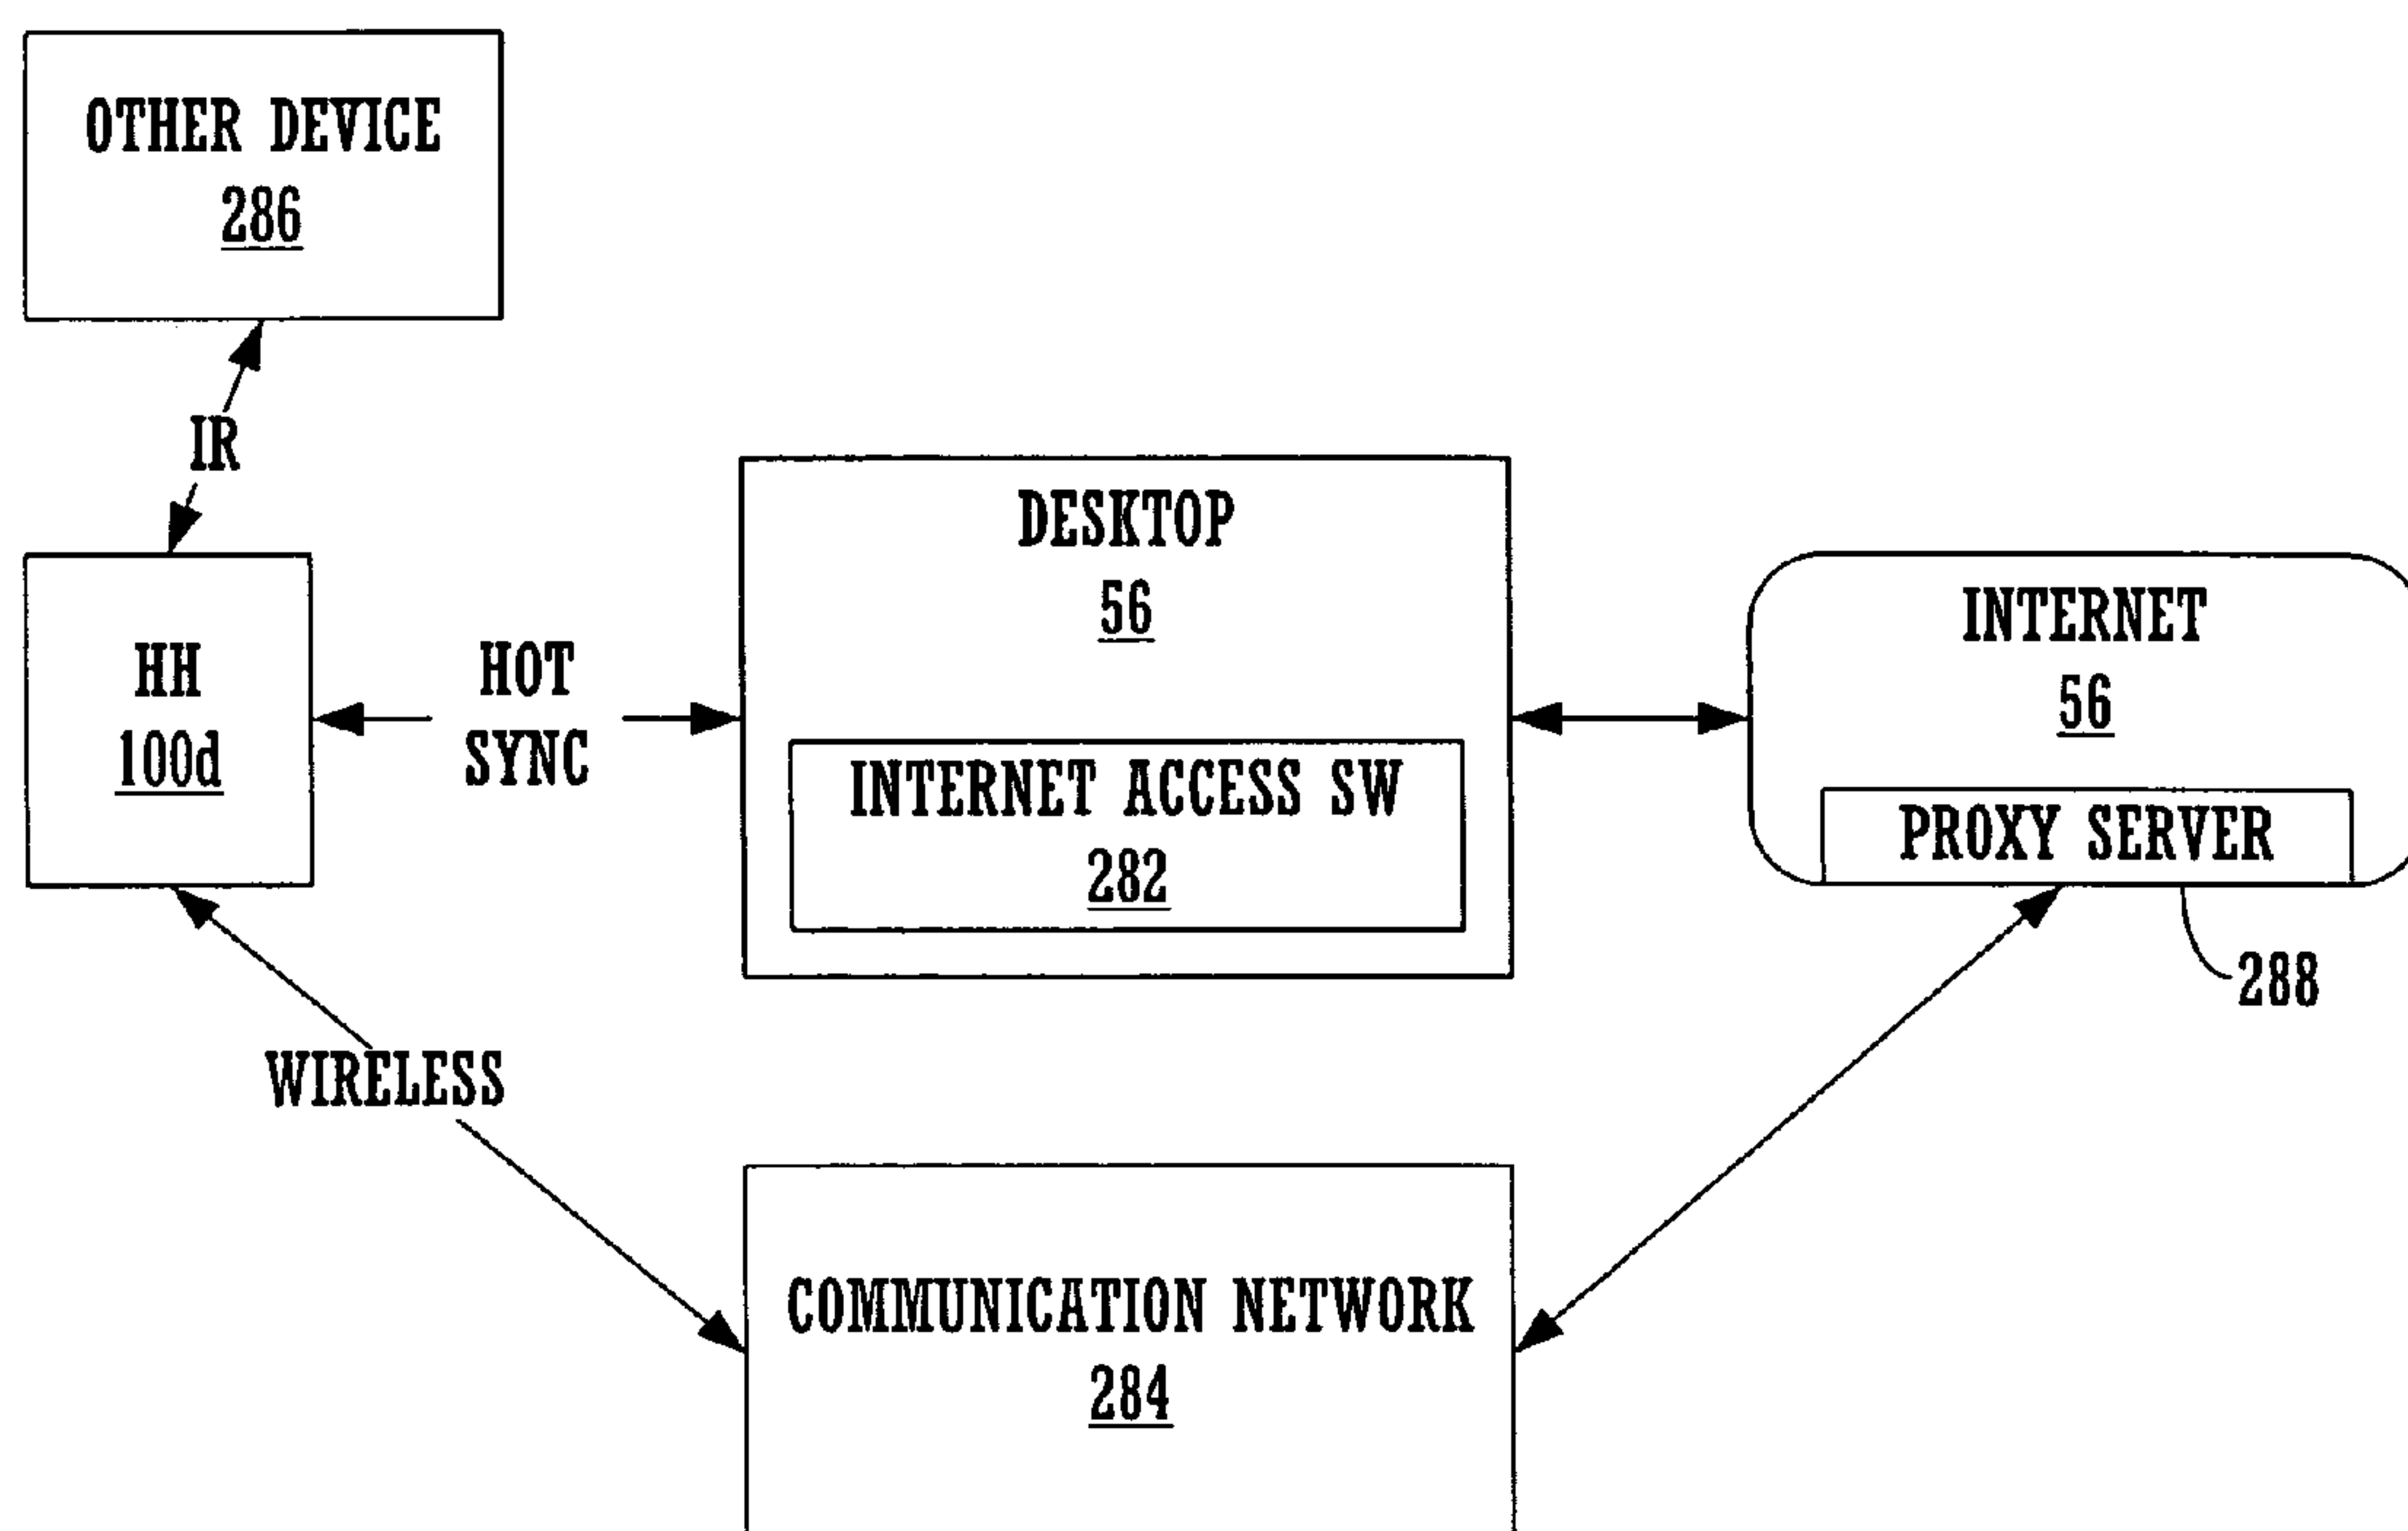 OTHER DEVICE
286
IR
HH
100d
HOT
SYNC
DESKTOP
56
INTERNET ACCESS SW
282
INTERNET
56
PROXY SERVER
288
WIRELESS
COMMUNICATION NETWORK
284